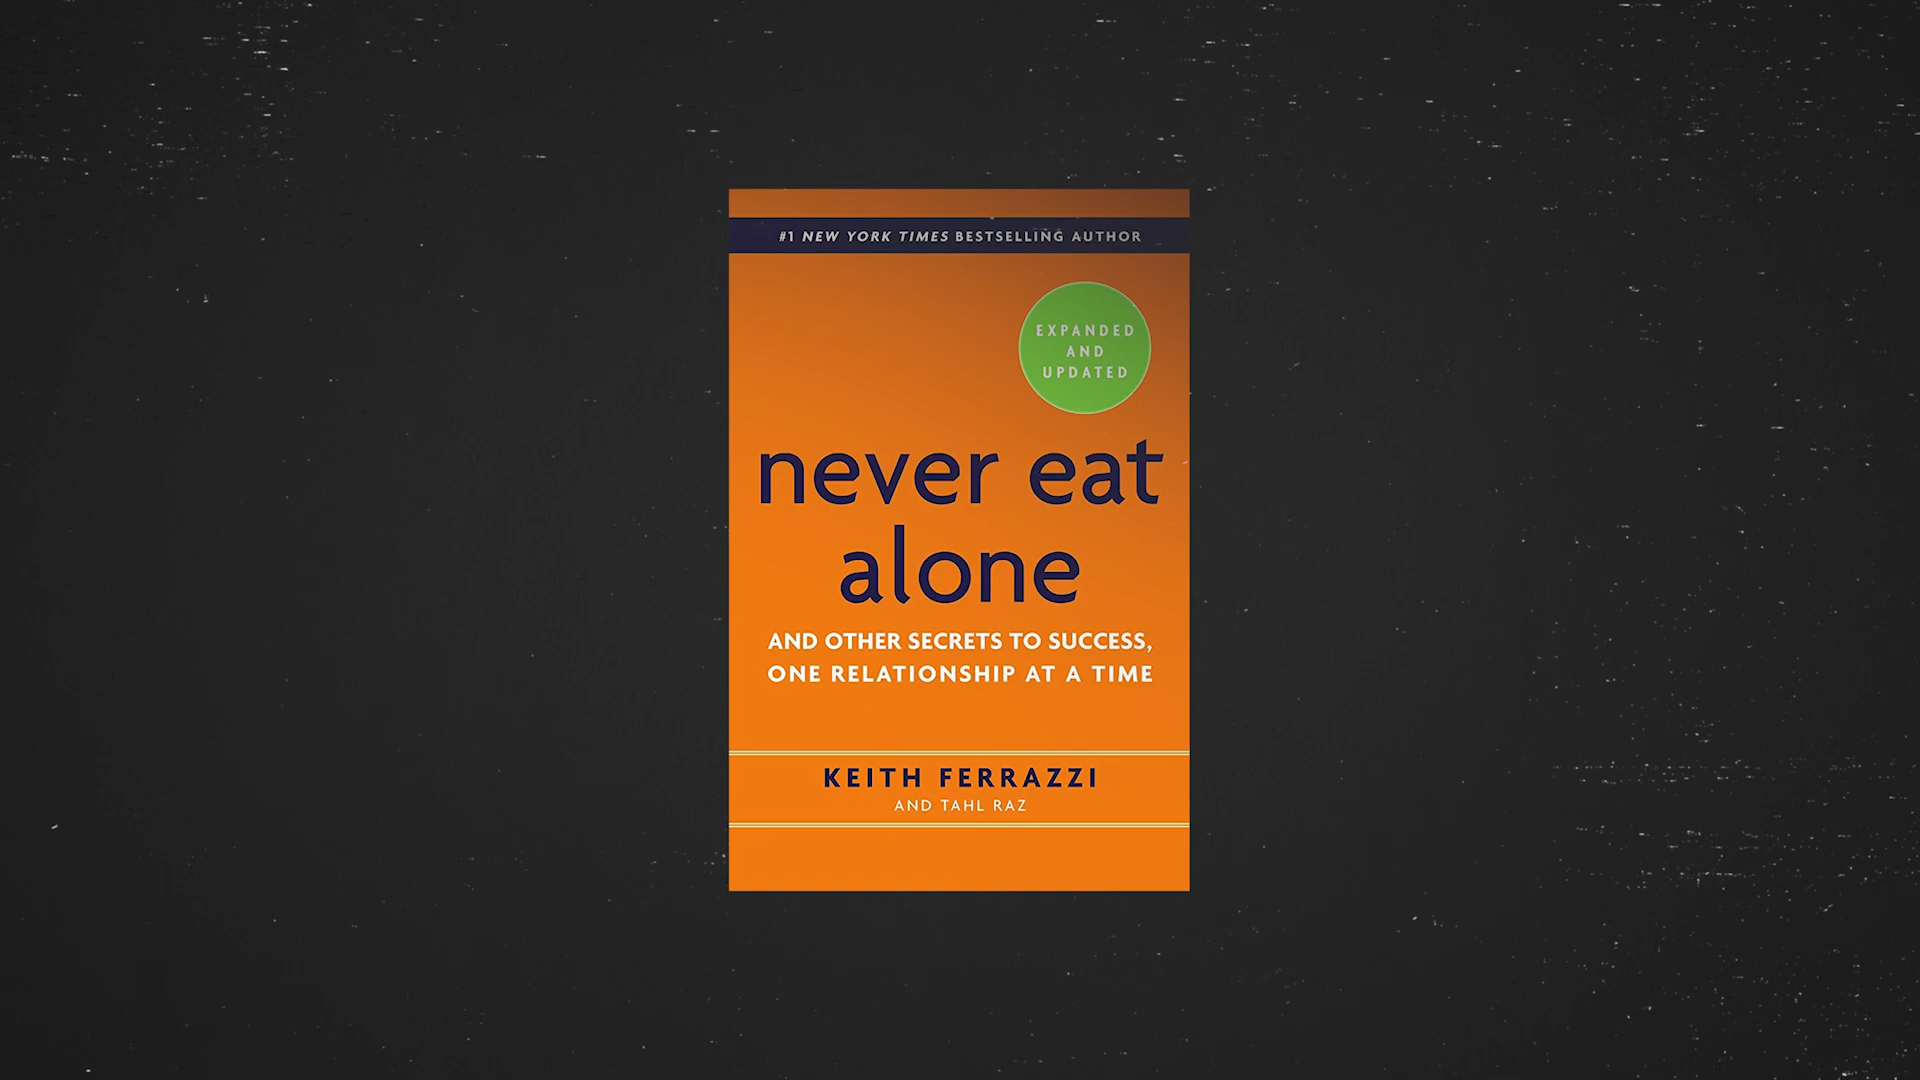 #1 NEW YORK TIMES BESTSELLING AUTHOR
EXPANDED
AND
UPDATED
never eat
alone
AND OTHER SECRETS TO SUCCESS,
ONE RELATIONSHIP AT A TIME
KEITH FERRAZZI
AND TAHL RAZ